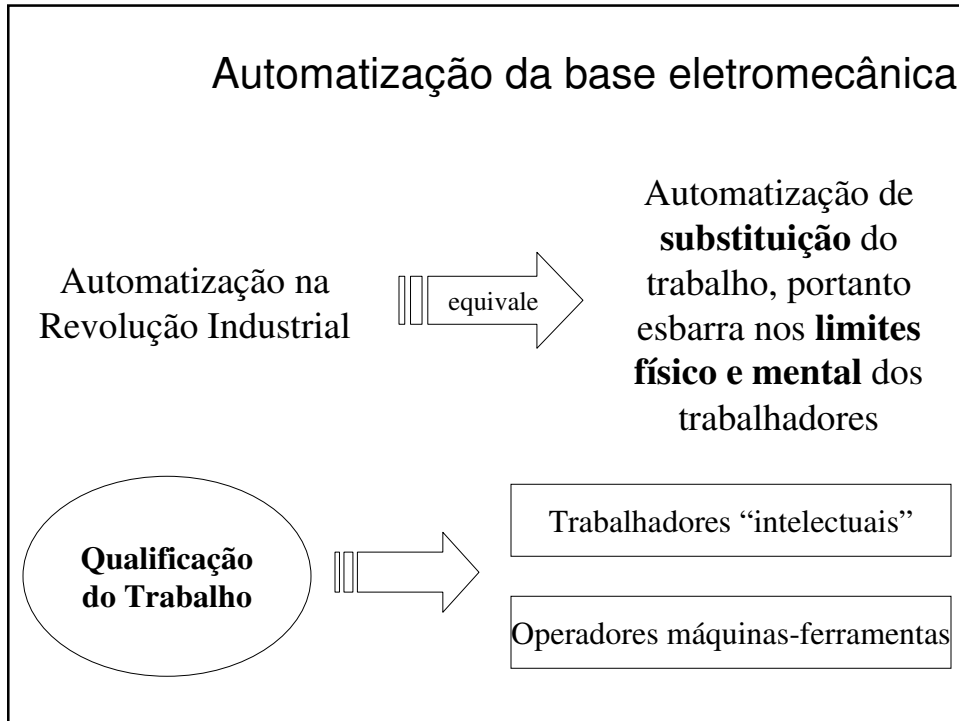 Automatização da base eletromecânica
Automatização na
Revolução Industrial
equivale
Automatização de
substituição do
trabalho, portanto
esbarra nos limites
físico e mental dos
trabalhadores
Qualificação
do Trabalho
Trabalhadores “intelectuais”
Operadores máquinas-ferramentas